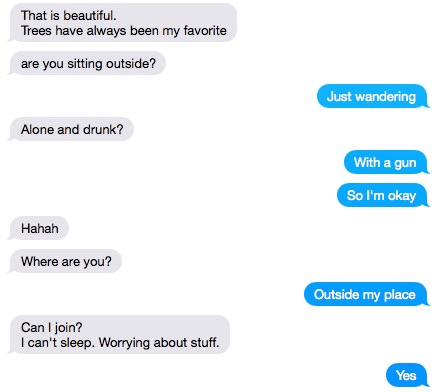 That is beautiful.
Trees have always been my favorite
are you sitting outside?
Just wandering
Alone and drunk?
With a gun
So I'm okay
Hahah
Where are you?
Outside my place
Can I join?
I can't sleep. Worrying about stuff.
Yes